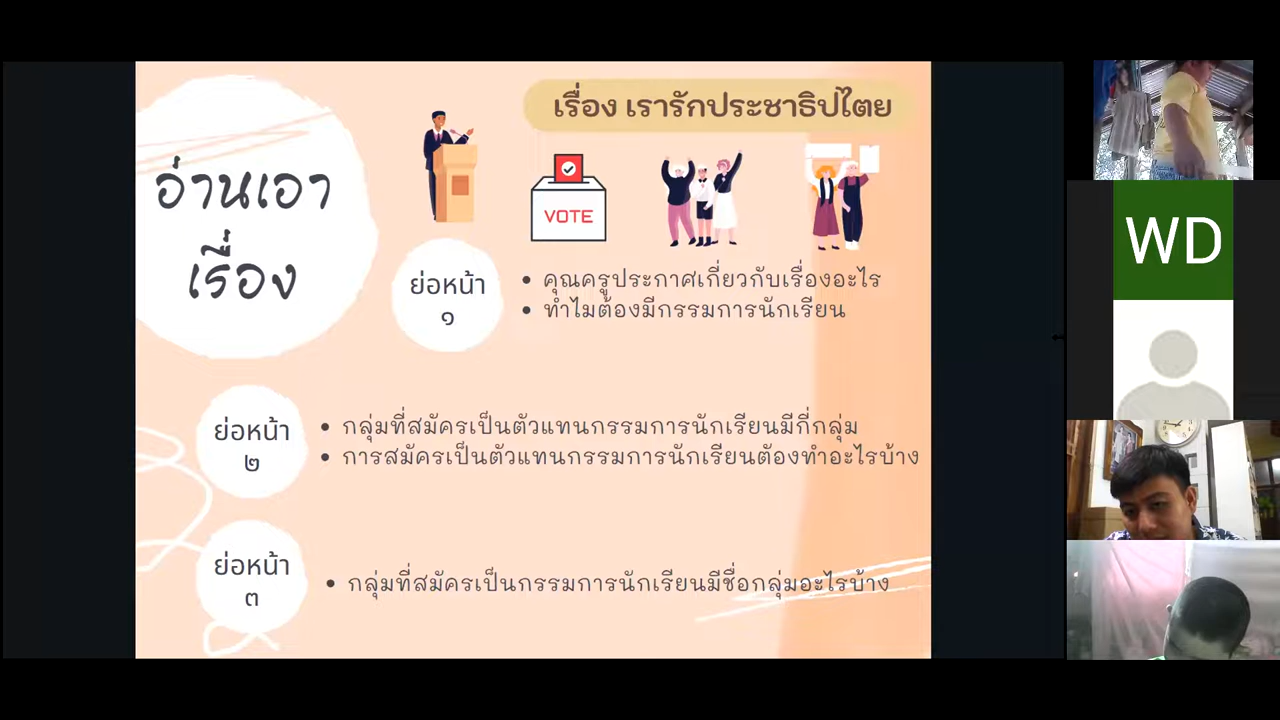 เรื่อง เรารักประชาธิปไตย
อ่านเอา
เรื่อง
VOTE
ย่อหน้า
๑
คุณครูประกาศเกี่ยวกับเรื่องอะไร
ทำไมต้องมีกรรมการนักเรียน
ย่อหน้า
๒
กลุ่มที่สมัครเป็นตัวแทนกรรมการนักเรียนมีกี่กลุ่ม
การสมัครเป็นตัวแทนกรรมการนักเรียนต้องทำอะไรบ้าง
ย่อหน้า
๓
กลุ่มที่สมัครเป็นกรรมการนักเรียนมีชื่อกลุ่มอะไรบ้าง
WD